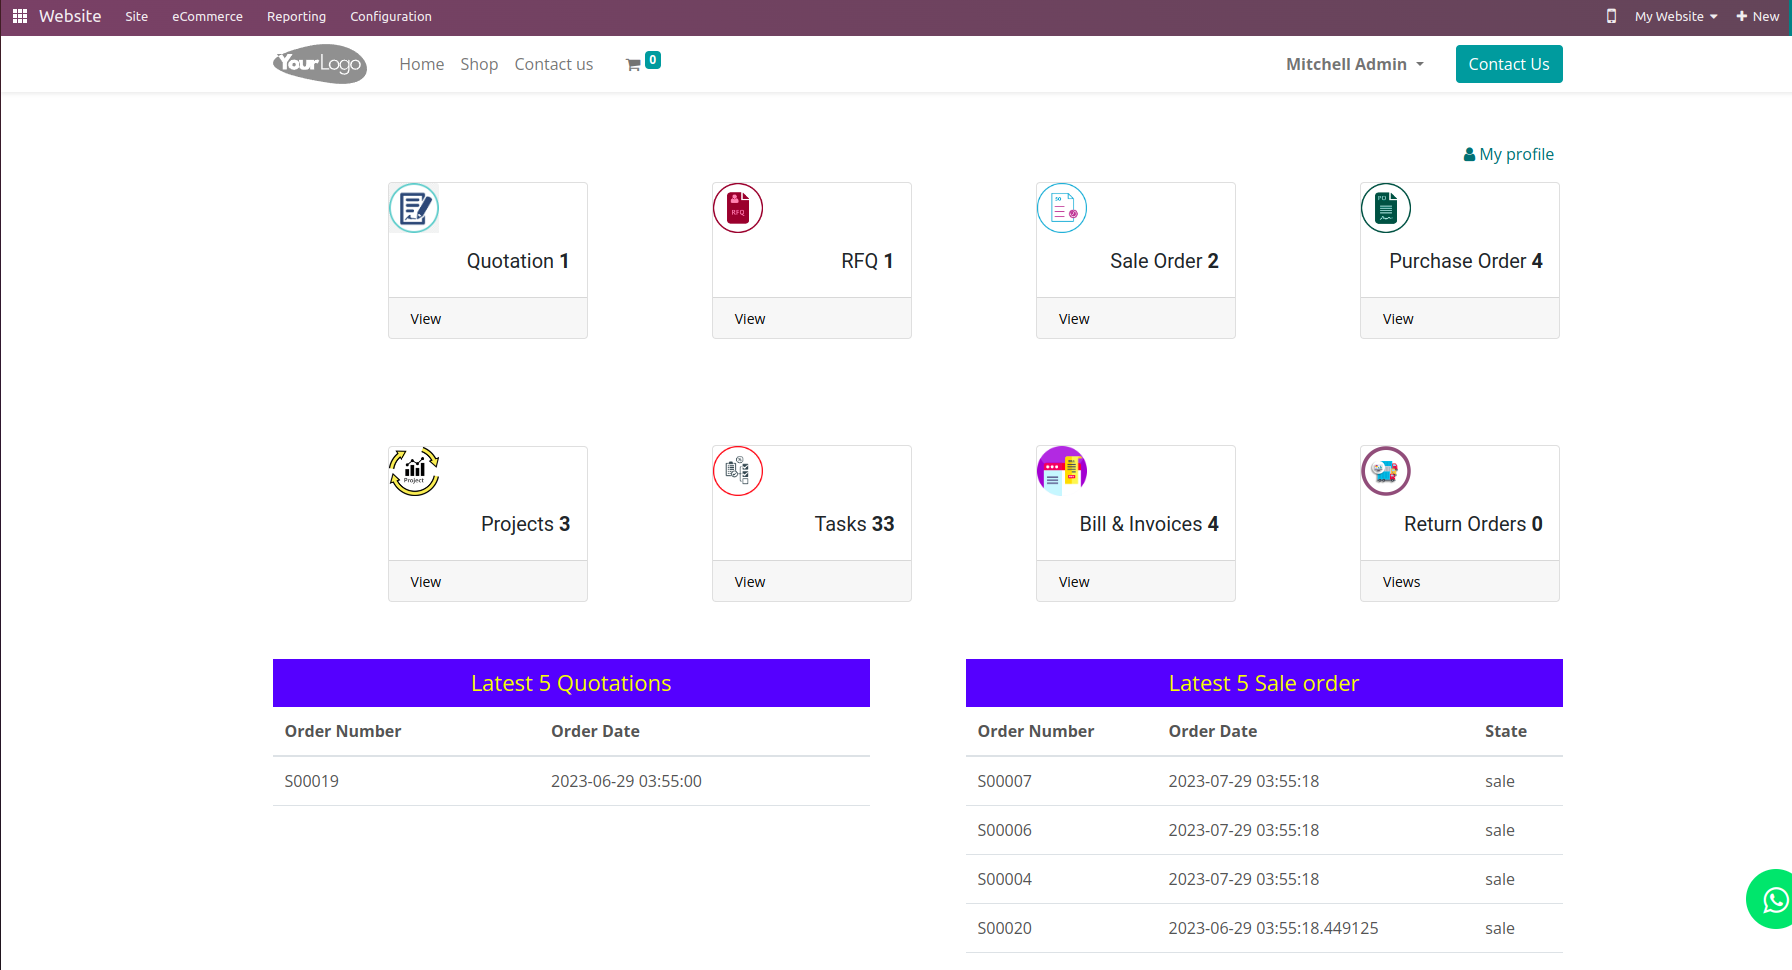 Website Site eCommerce Reporting Configuration My Website New
YourLogo Home Shop Contact us 0 Mitchell Admin Contact Us
My profile
RFQ SO PO
Quotation 1 RFQ 1 Sale Order 2 Purchase Order 4
View View View View
Project
Projects 3 Tasks 33 Bill & Invoices 4 Return Orders 0
View View View Views
Latest 5 Quotations Latest 5 Sale order
Order Number Order Date Order Number Order Date State
S00019 2023-06-29 03:55:00 S00007 2023-07-29 03:55:18 sale
S00006 2023-07-29 03:55:18 sale
S00004 2023-07-29 03:55:18 sale
S00020 2023-06-29 03:55:18.449125 sale